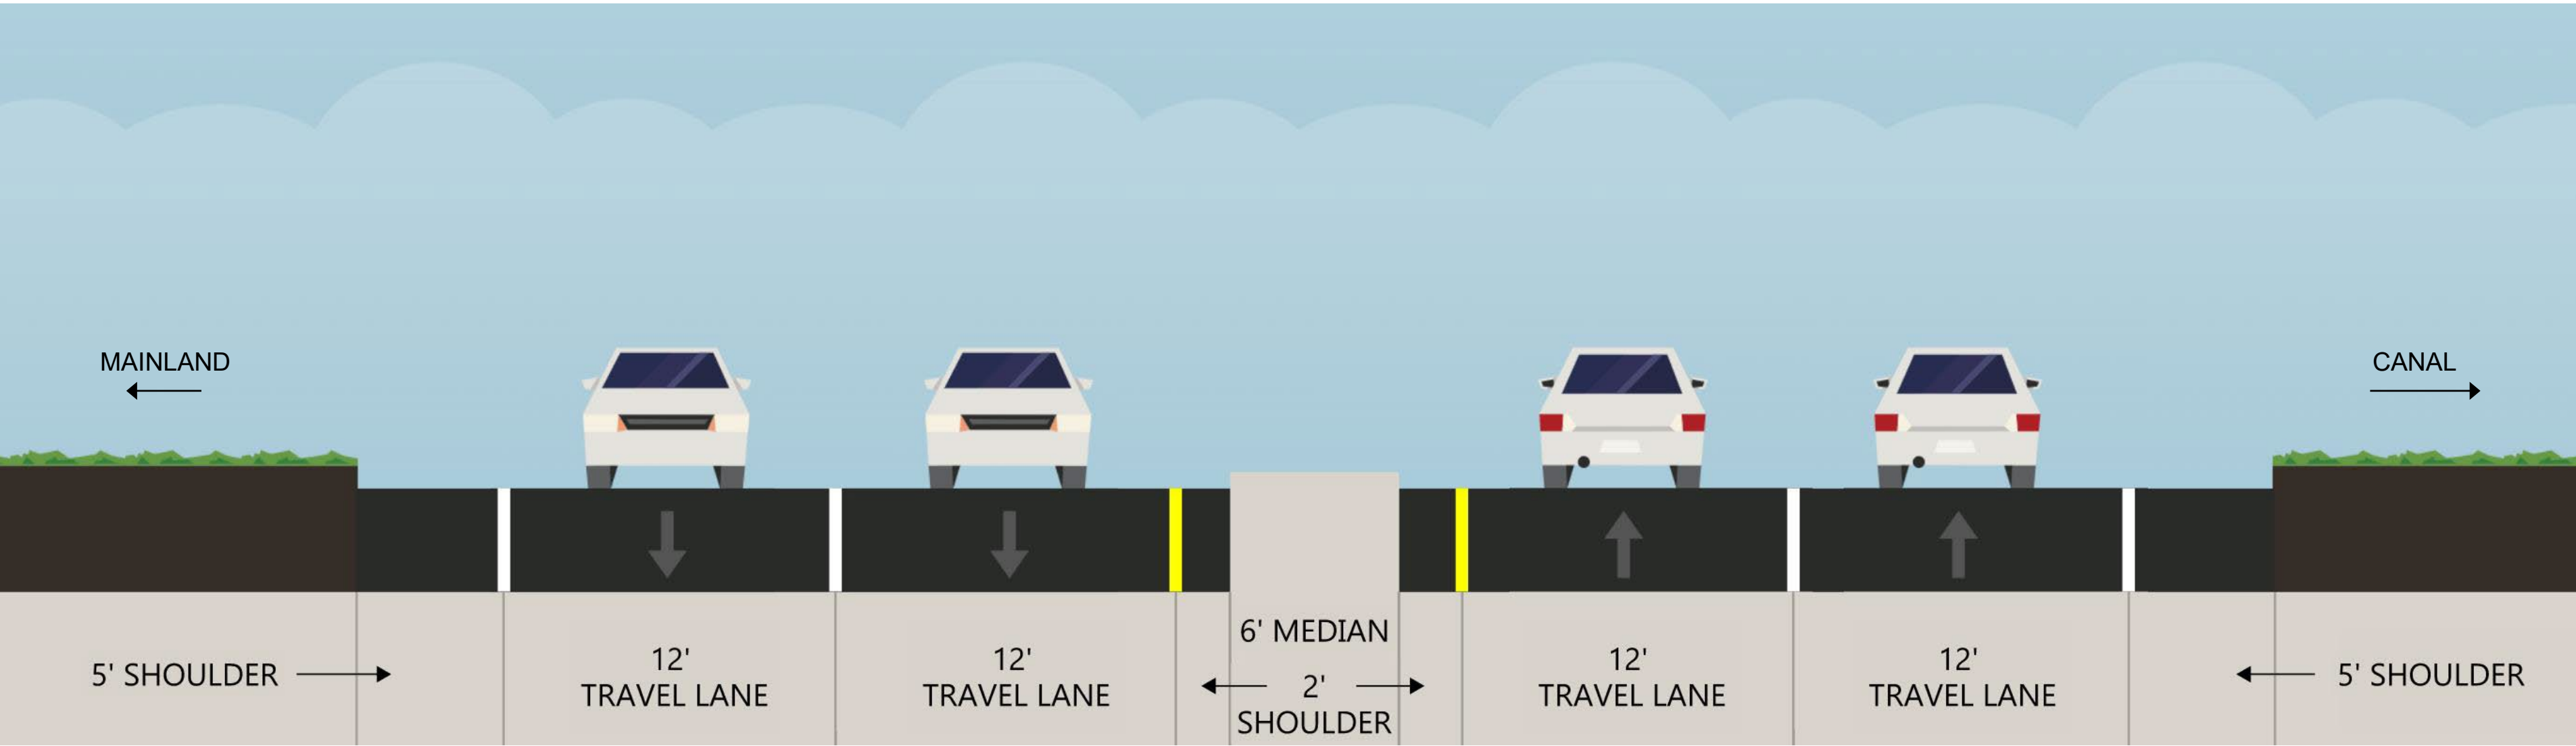 MAINLAND
CANAL
5' SHOULDER
12'
TRAVEL LANE
12'
TRAVEL LANE
6' MEDIAN
2'
SHOULDER
12'
TRAVEL LANE
12'
TRAVEL LANE
5' SHOULDER